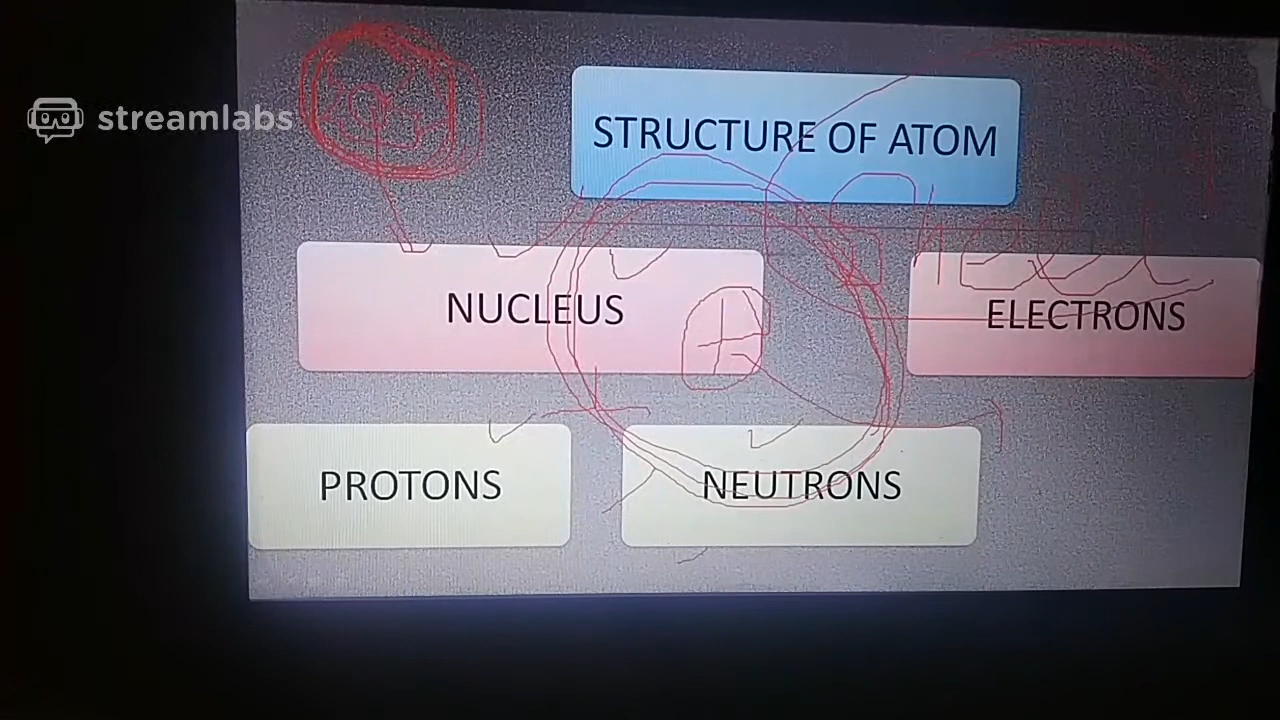 streamlabs
STRUCTURE OF ATOM
NUCLEUS
ELECTRONS
PROTONS
NEUTRONS